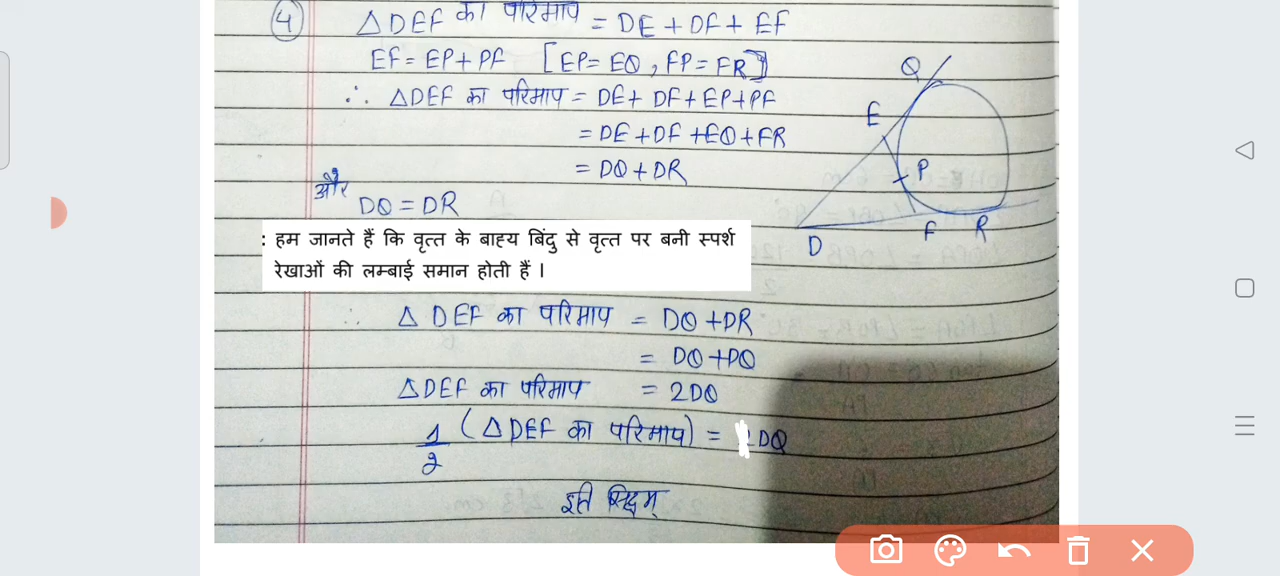 ④ △DEF का परिमाप = DE + DF + EF
EF = EP + PF [EP = EQ, FP = FR]
∴ △DEF का परिमाप = DE + DF + EP + PF
= DE + DF + EQ + FR
= DQ + DR
और DQ = DR
: हम जानते हैं कि वृत्त के बाह्य बिंदु से वृत्त पर बनी स्पर्श
रेखाओं की लम्बाई समान होती हैं ।
∴ △DEF का परिमाप = DQ + DR
= DQ + DQ
△DEF का परिमाप = 2DQ
1/2 (△DEF का परिमाप) = DQ
इति सिद्धम्
Q
E
P
D F R